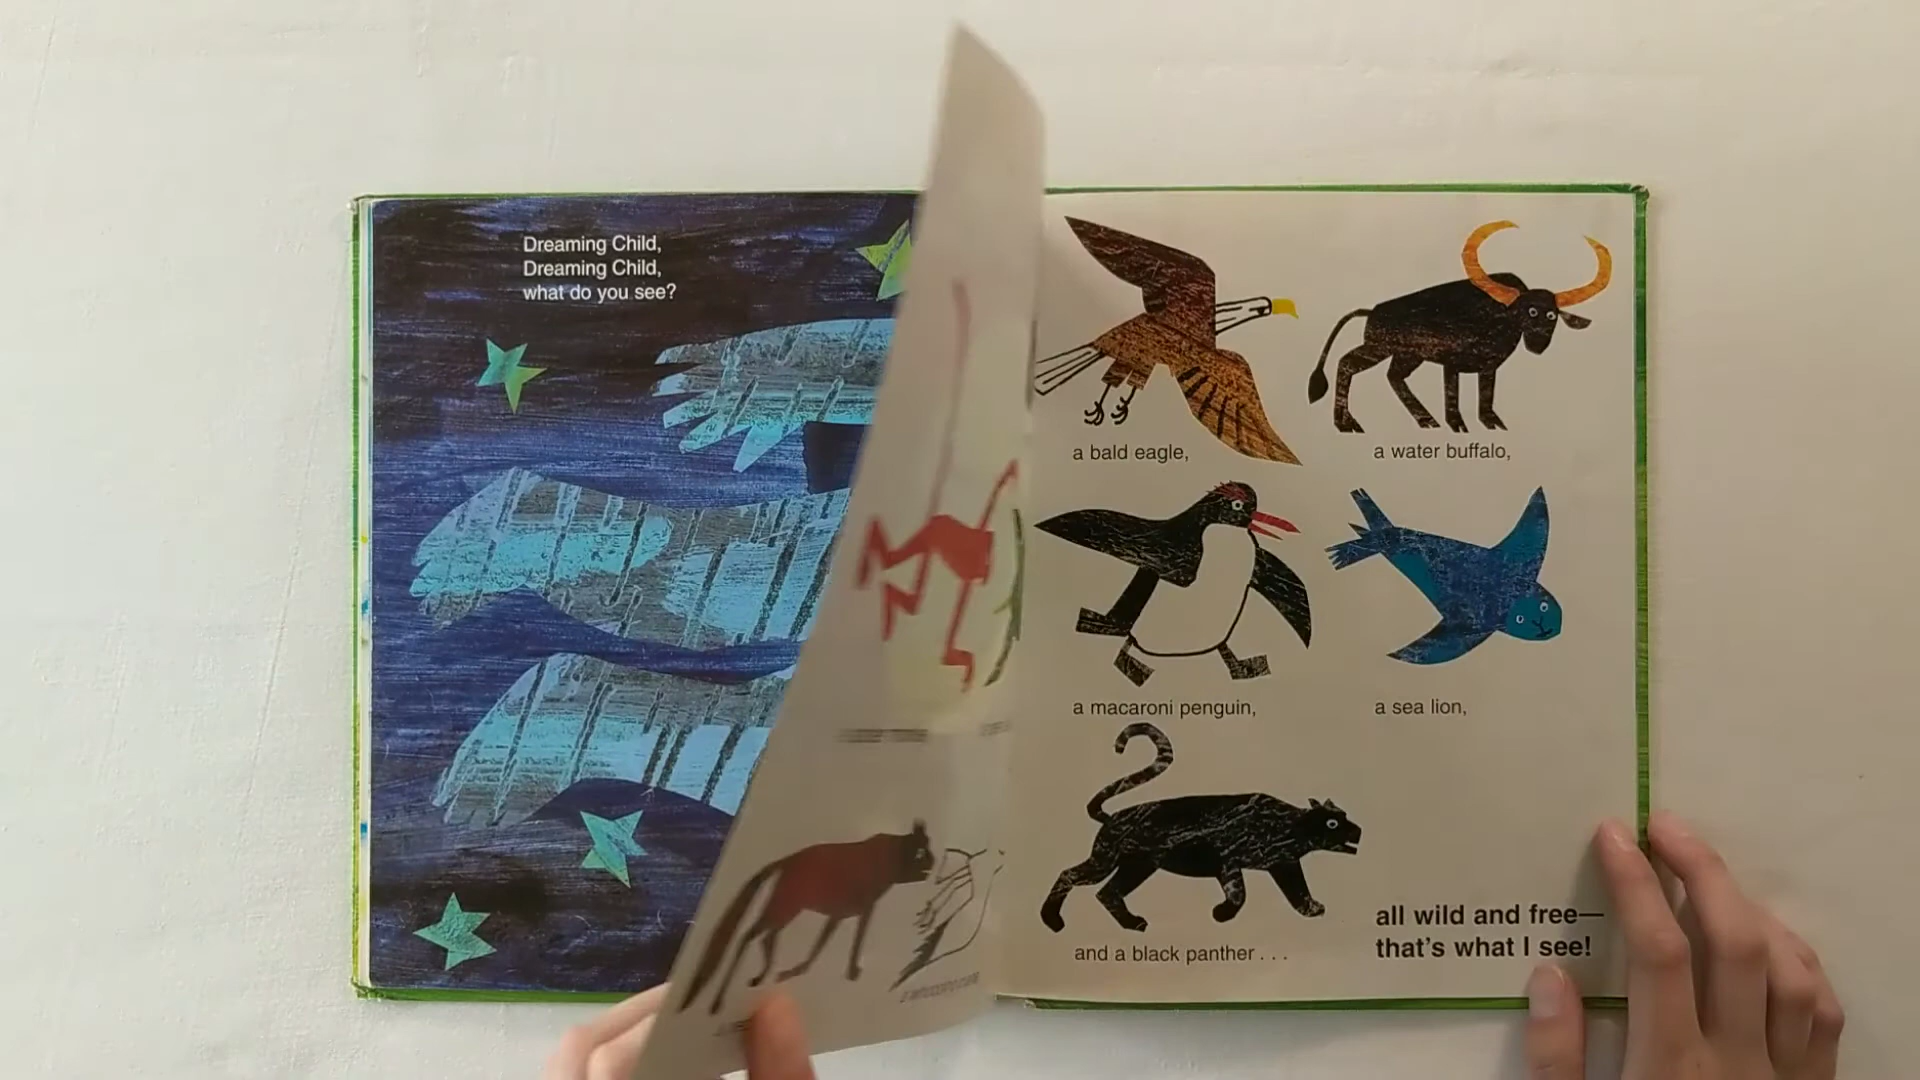 Dreaming Child,
Dreaming Child,
what do you see?
a bald eagle,
a water buffalo,
a macaroni penguin,
a sea lion,
and a black panther . . .
all wild and free—
that's what I see!